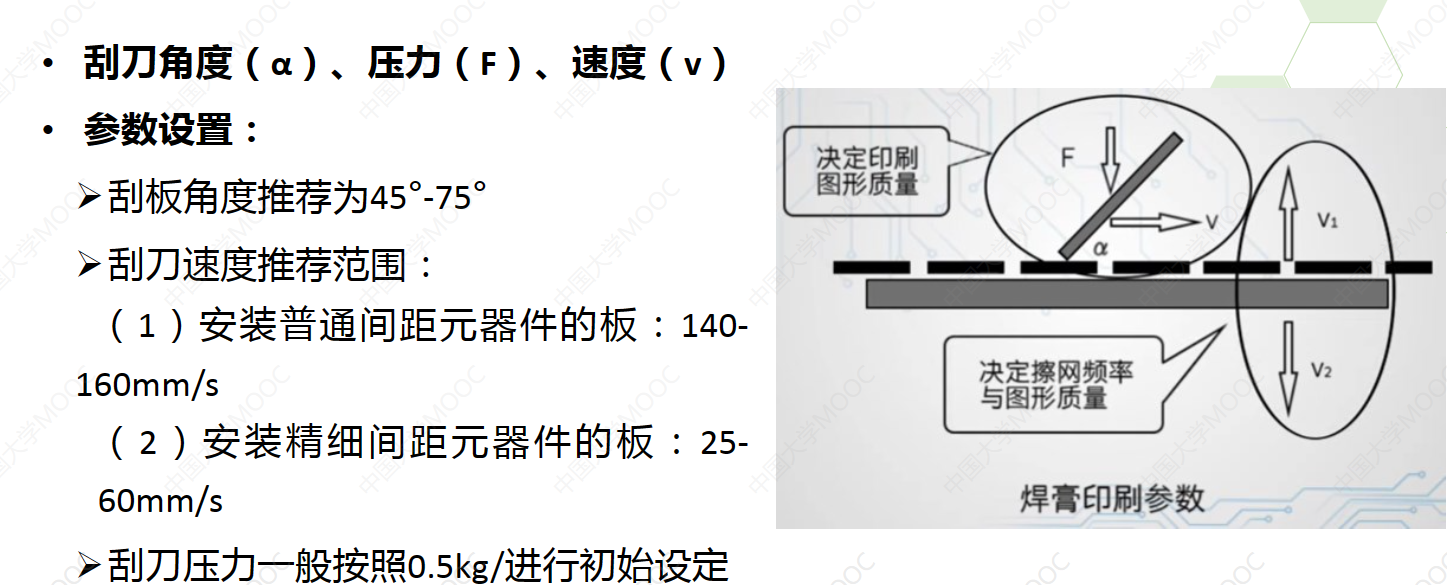 • 刮刀角度（α）、压力（F）、速度（v）
• 参数设置：
➢刮板角度推荐为45°-75°
➢刮刀速度推荐范围：
（1）安装普通间距元器件的板：140-
160mm/s
（2）安装精细间距元器件的板：25-
60mm/s
➢刮刀压力一般按照0.5kg/进行初始设定
决定印刷
图形质量
F
V
α
V1
决定擦网频率
与图形质量
V2
焊膏印刷参数
中国大学MOOC